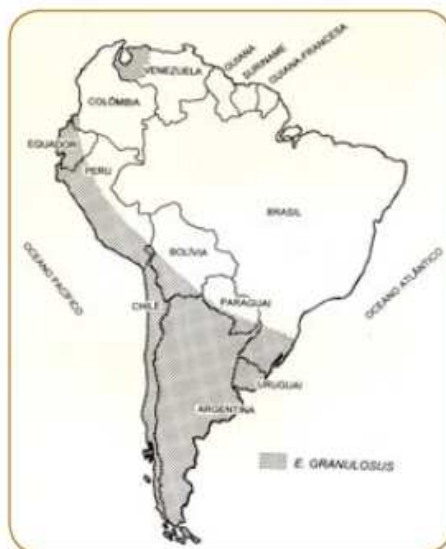 GUIANA
SURINAME
GUIANA-FRANCESA
VENEZUELA
COLÔMBIA
EQUADOR
PERU
BRASIL
OCEANO PACÍFICO
OCEANO ATLÂNTICO
BOLÍVIA
CHILE
PARAGUAI
URUGUAI
ARGENTINA
E. GRANULOSUS